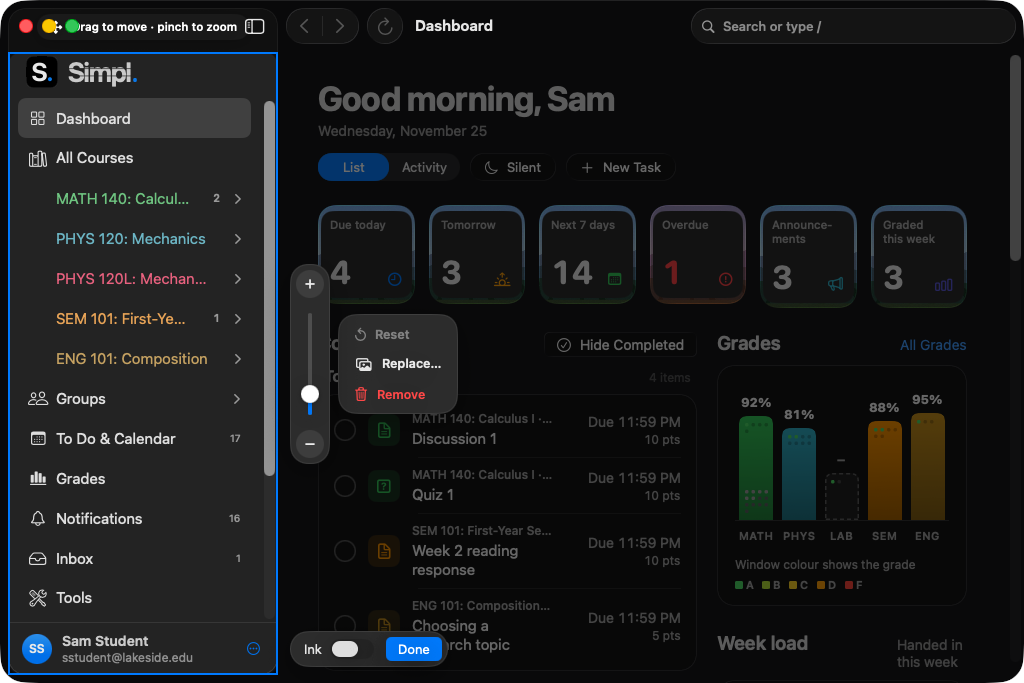 Drag to move · pinch to zoom
Dashboard
Search or type /
S. Simpl.
Dashboard
All Courses
MATH 140: Calcul... 2
PHYS 120: Mechanics
PHYS 120L: Mechan...
SEM 101: First-Ye... 1
ENG 101: Composition
Groups
To Do & Calendar 17
Grades
Notifications 16
Inbox 1
Tools
SS
Sam Student
sstudent@lakeside.edu
Good morning, Sam
Wednesday, November 25
List Activity Silent + New Task
Due today
4
Tomorrow
3
Next 7 days
14
Overdue
1
Announce-
ments
3
Graded
this week
3
+
−
Reset
Replace...
Remove
Hide Completed
4 items
MATH 140: Calculus I ·...
Discussion 1
Due 11:59 PM
10 pts
MATH 140: Calculus I ·...
Quiz 1
Due 11:59 PM
10 pts
SEM 101: First-Year Se...
Week 2 reading
response
Due 11:59 PM
10 pts
ENG 101: Composition...
Choosing a
topic
Due 11:59 PM
5 pts
Ink Done
Grades All Grades
92% 81% – 88% 95%
MATH PHYS LAB SEM ENG
Window colour shows the grade
A B C D F
Week load
Handed in
this week